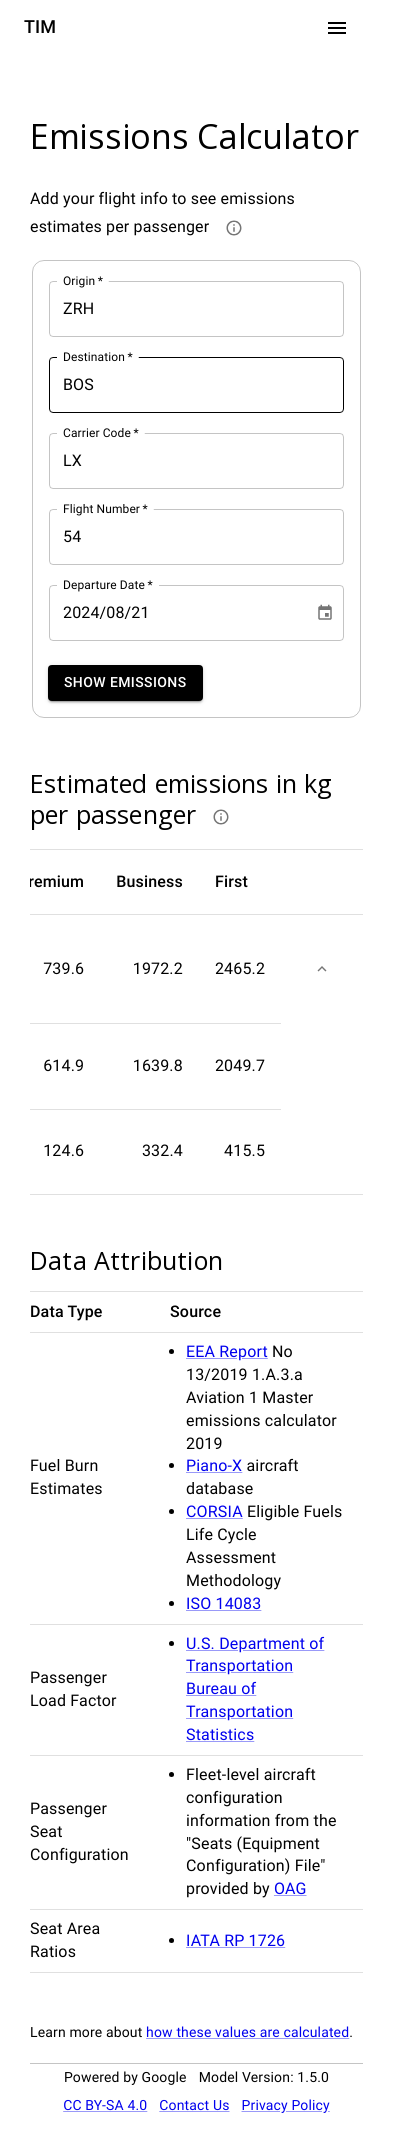 TIM
Emissions Calculator
Add your flight info to see emissions
estimates per passenger
Origin *
ZRH
Destination *
BOS
Carrier Code *
LX
Flight Number *
54
Departure Date *
2024/08/21
SHOW EMISSIONS
Estimated emissions in kg
per passenger
remium Business First
739.6 1972.2 2465.2
614.9 1639.8 2049.7
124.6 332.4 415.5
Data Attribution
Data Type Source
Fuel Burn
Estimates
• EEA Report No
13/2019 1.A.3.a
Aviation 1 Master
emissions calculator
2019
• Piano-X aircraft
database
• CORSIA Eligible Fuels
Life Cycle
Assessment
Methodology
• ISO 14083
Passenger
Load Factor
• U.S. Department of
Transportation
Bureau of
Transportation
Statistics
Passenger
Seat
Configuration
• Fleet-level aircraft
configuration
information from the
"Seats (Equipment
Configuration) File"
provided by OAG
Seat Area
Ratios
• IATA RP 1726
Learn more about how these values are calculated.
Powered by Google Model Version: 1.5.0
CC BY-SA 4.0 Contact Us Privacy Policy